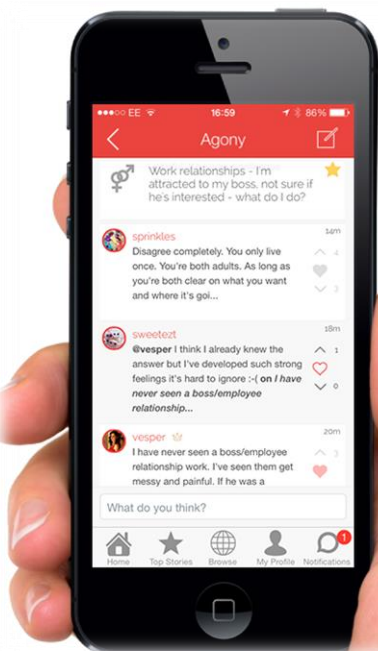 EE 16:59 86%
Agony
Work relationships - I'm
attracted to my boss, not sure if
he's interested - what do I do?
sprinkles 14m
Disagree completely. You only live
once. You're both adults. As long as
you're both clear on what you want
and where it's goi...
4
3
sweetezt 18m
@vesper I think I already knew the
answer but I've developed such strong
feelings it's hard to ignore :-( on I have
never seen a boss/employee
relationship...
1
0
vesper 20m
I have never seen a boss/employee
relationship work. I've seen them get
messy and painful. If he was a
3
What do you think?
Home Top Stories Browse My Profile Notifications
1